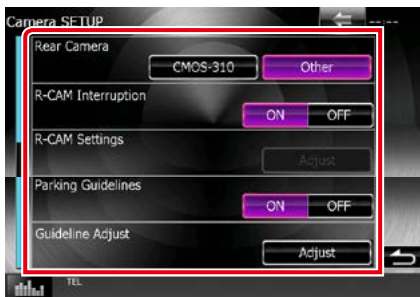 Camera SETUP --:--
Rear Camera
CMOS-310 Other
R-CAM Interruption
ON OFF
R-CAM Settings
Adjust
Parking Guidelines
ON OFF
Guideline Adjust
Adjust
TEL